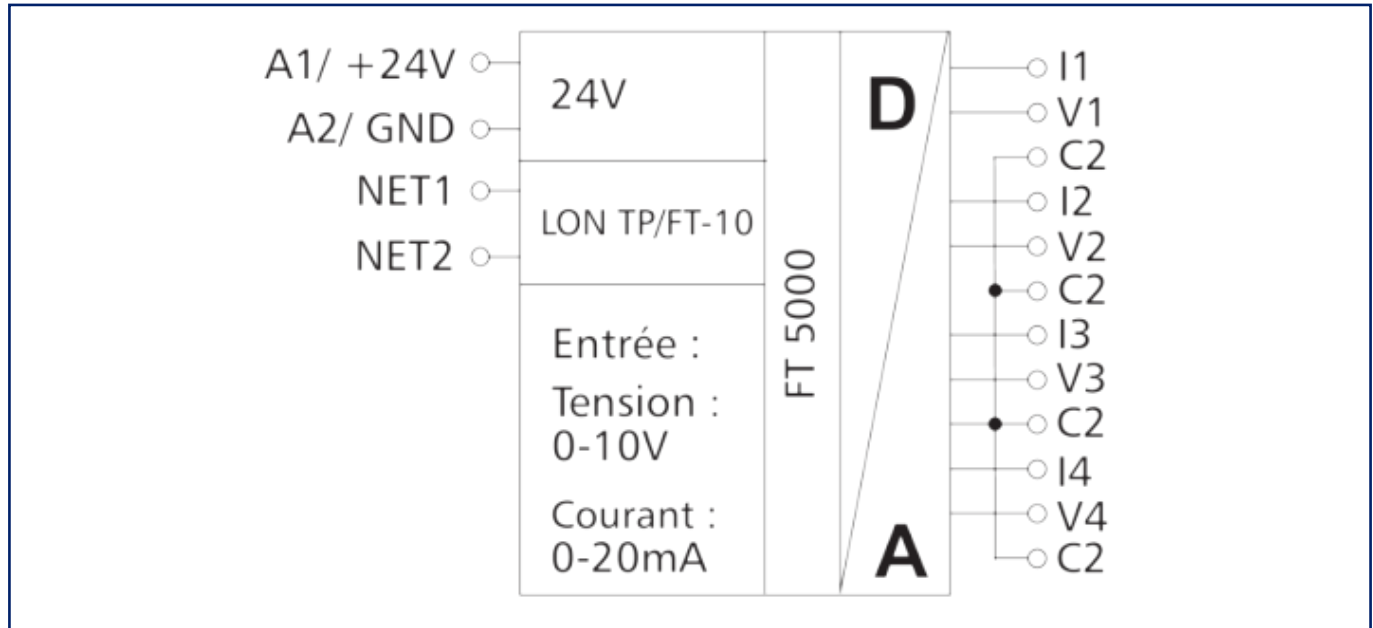 A1/ +24V
A2/ GND
NET1
NET2
24V
LON TP/FT-10
Entrée :
Tension :
0-10V
Courant :
0-20mA
FT 5000
D
A
I1
V1
C2
I2
V2
C2
I3
V3
C2
I4
V4
C2